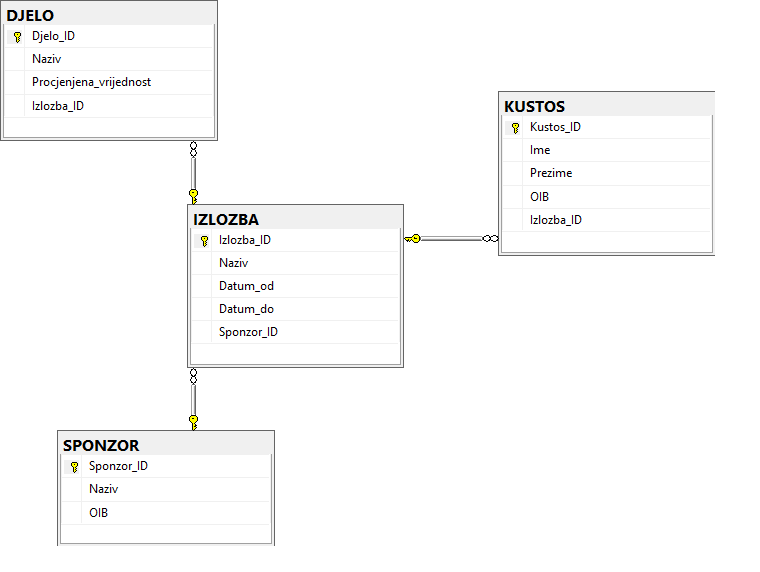 DJELO
Djelo_ID
Naziv
Procjenjena_vrijednost
Izlozba_ID
KUSTOS
Kustos_ID
Ime
Prezime
OIB
Izlozba_ID
IZLOZBA
Izlozba_ID
Naziv
Datum_od
Datum_do
Sponzor_ID
SPONZOR
Sponzor_ID
Naziv
OIB